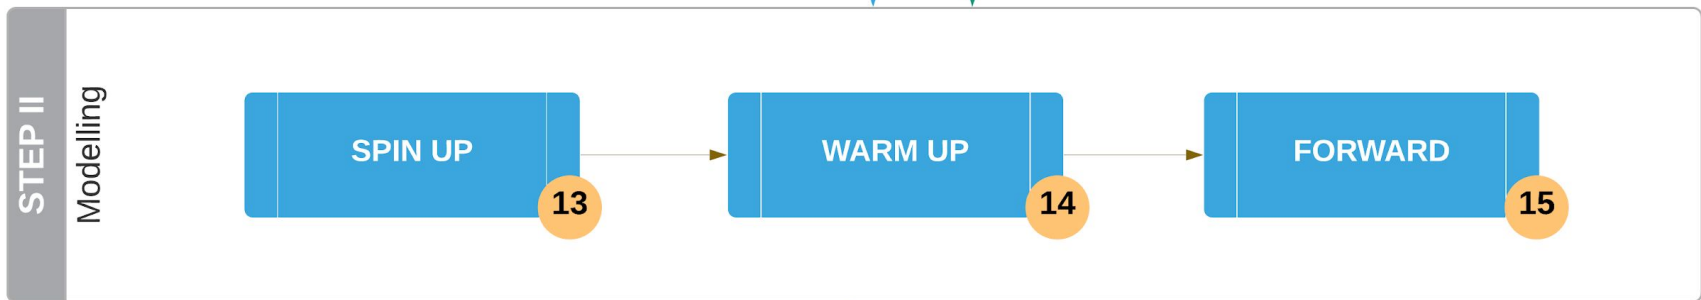 STEP II
Modelling
SPIN UP
13
WARM UP
14
FORWARD
15